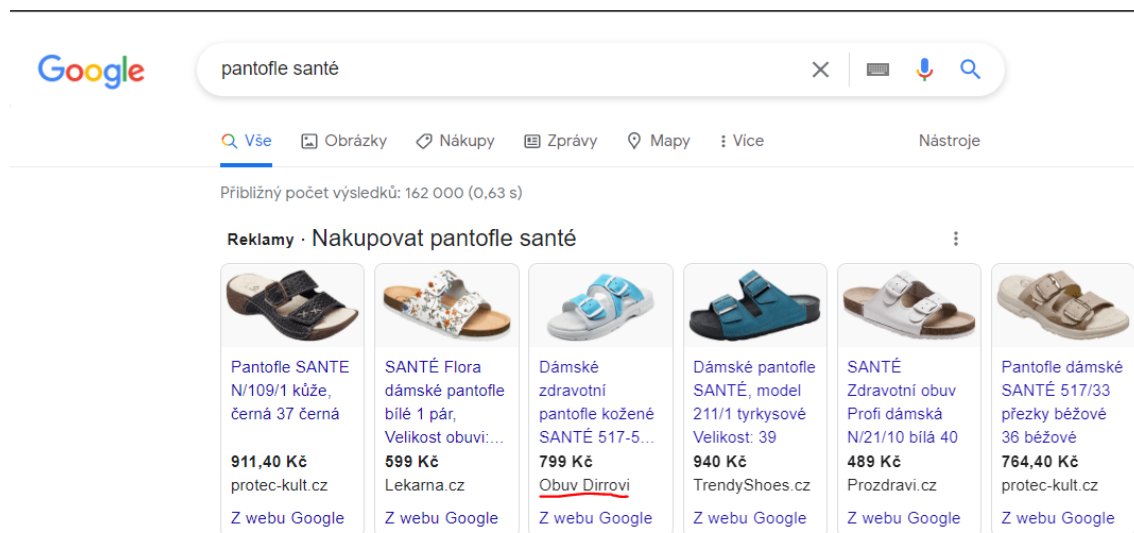 Google
pantofle santé
Vše Obrázky Nákupy Zprávy Mapy Více Nástroje
Přibližný počet výsledků: 162 000 (0,63 s)
Reklamy · Nakupovat pantofle santé
Pantofle SANTE
N/109/1 kůže,
černá 37 černá
911,40 Kč
protec-kult.cz
Z webu Google
SANTÉ Flora
dámské pantofle
bílé 1 pár,
Velikost obuvi:...
599 Kč
Lekarna.cz
Z webu Google
Dámské
zdravotní
pantofle kožené
SANTÉ 517-5...
799 Kč
Obuv Dirrovi
Z webu Google
Dámské pantofle
SANTÉ, model
211/1 tyrkysové
Velikost: 39
940 Kč
TrendyShoes.cz
Z webu Google
SANTÉ
Zdravotní obuv
Profi dámská
N/21/10 bílá 40
489 Kč
Prozdravi.cz
Z webu Google
Pantofle dámské
SANTÉ 517/33
přezky béžové
36 béžové
764,40 Kč
protec-kult.cz
Z webu Google